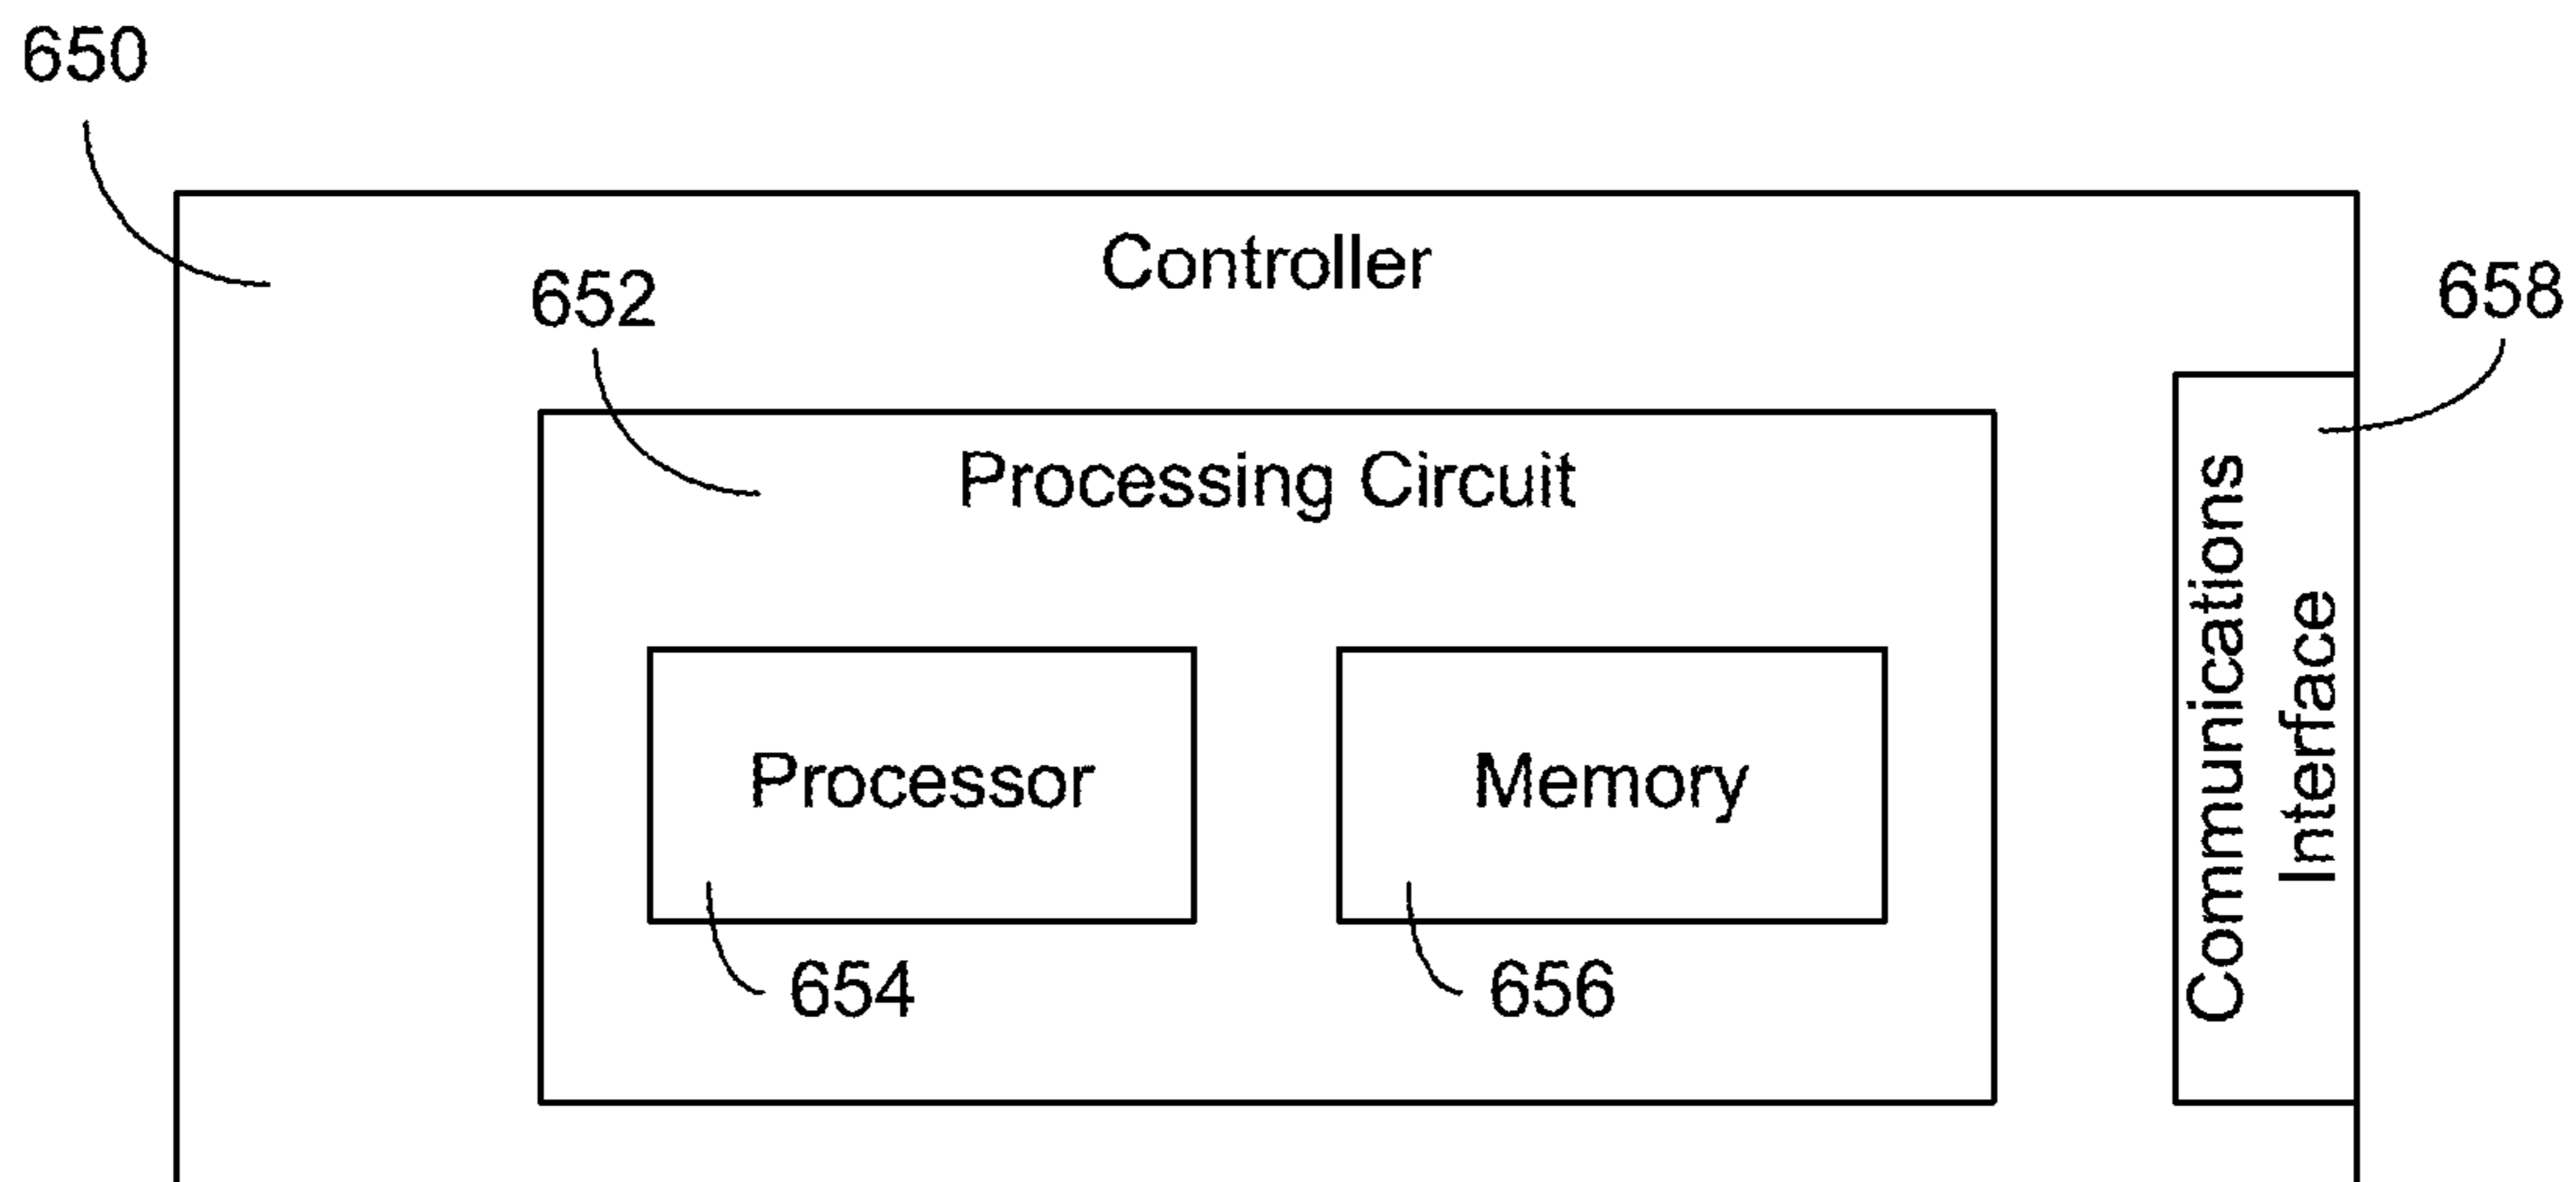 650
Controller
652
658
Processing Circuit
Communications
Interface
Processor
Memory
654
656